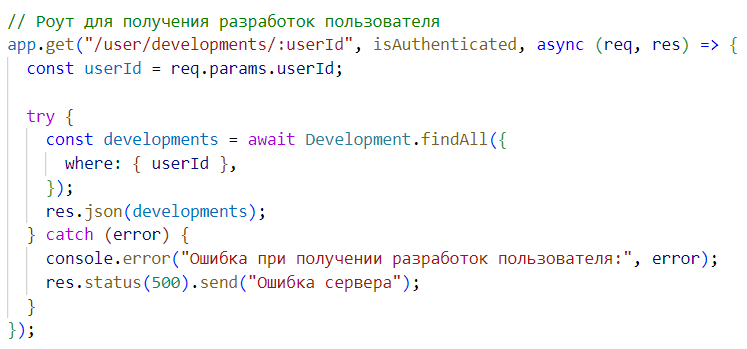 // Роут для получения разработок пользователя
app.get("/user/developments/:userId", isAuthenticated, async (req, res) => {
  const userId = req.params.userId;

  try {
    const developments = await Development.findAll({
      where: { userId },
    });
    res.json(developments);
  } catch (error) {
    console.error("Ошибка при получении разработок пользователя:", error);
    res.status(500).send("Ошибка сервера");
  }
});